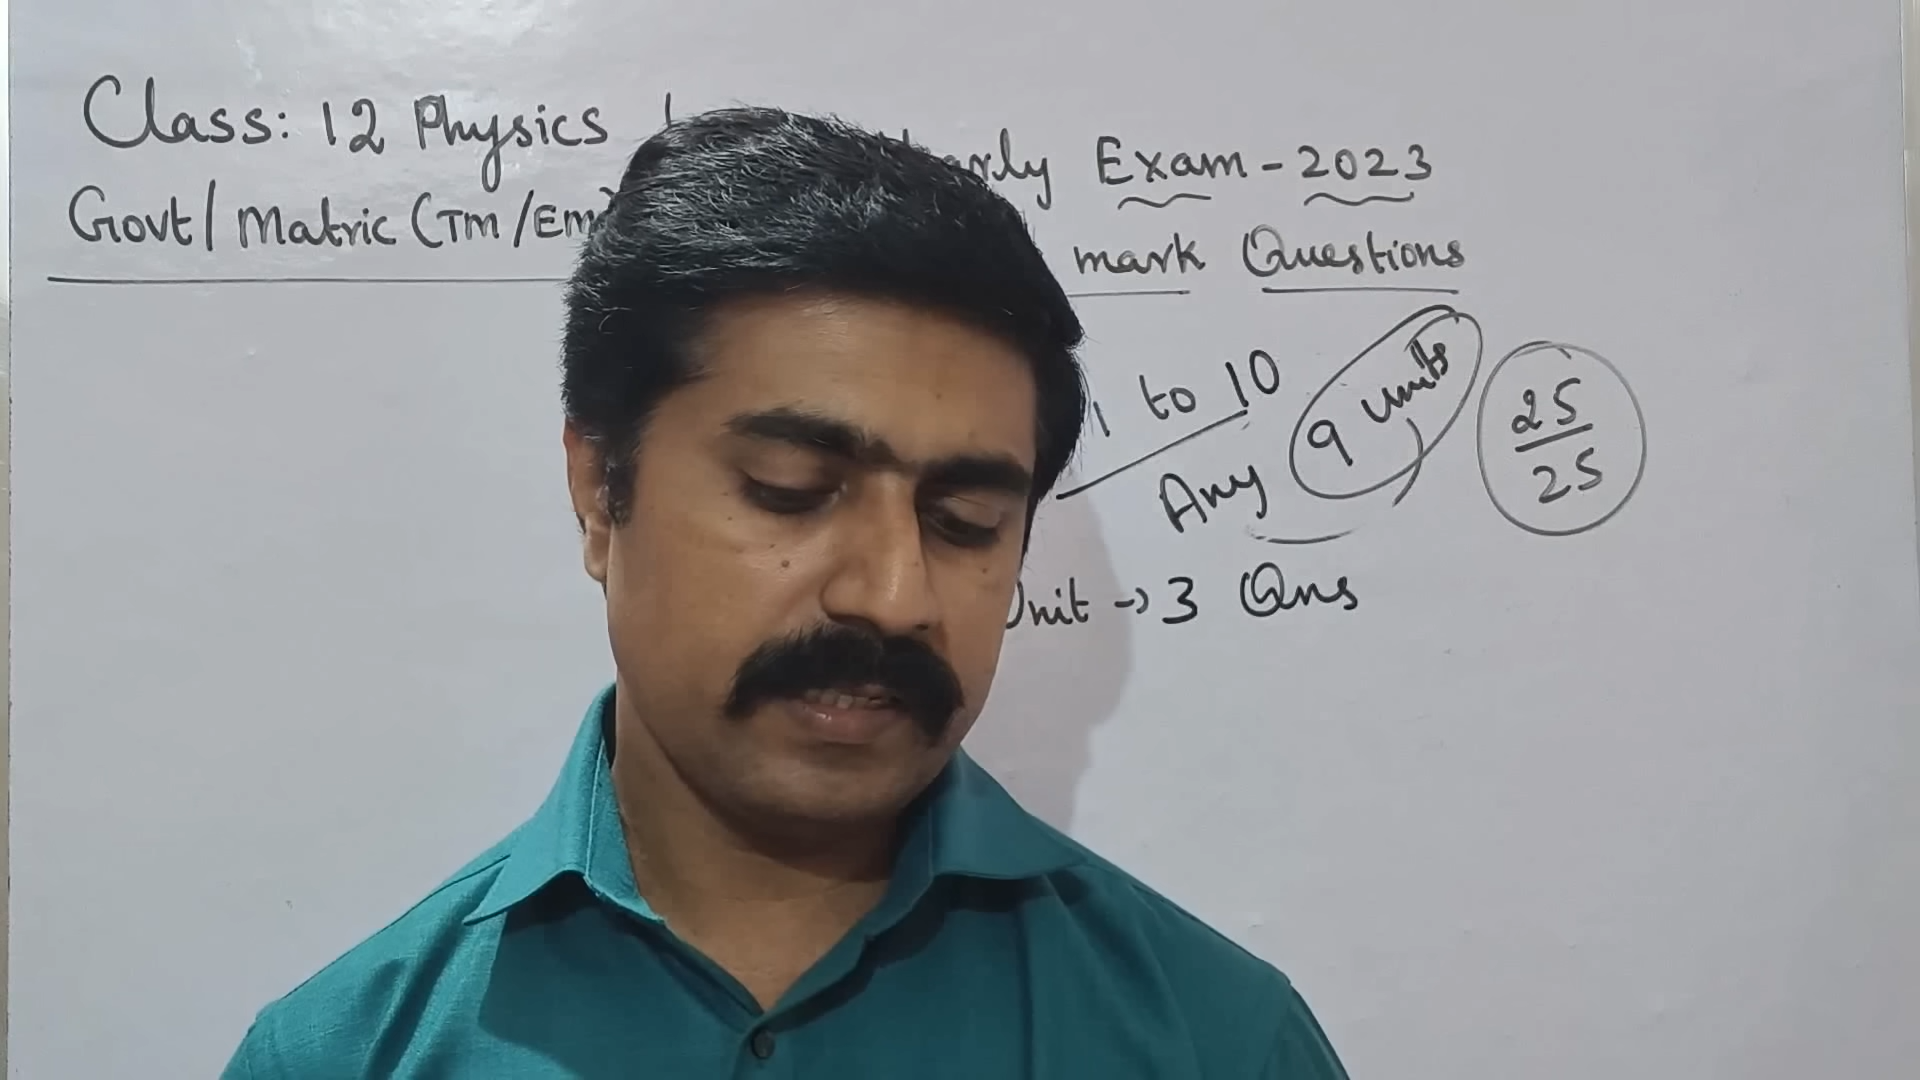 Class: 12 Physics
Exam - 2023
Govt / Matric (TM / EM
mark Questions
1 to 10
Any 9 units
25
25
Unit → 3 Qns